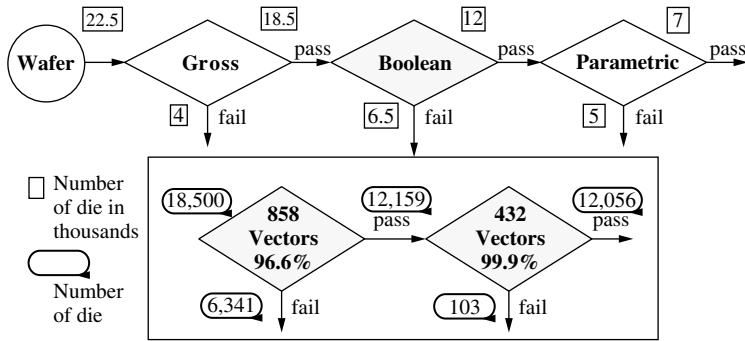 22.5
18.5
12
7
Wafer
Gross
pass
Boolean
pass
Parametric
pass
4
fail
6.5
fail
5
fail
Number
of die in
thousands
Number
of die
18,500
858
Vectors
96.6%
12,159
pass
432
Vectors
99.9%
12,056
pass
6,341
fail
103
fail